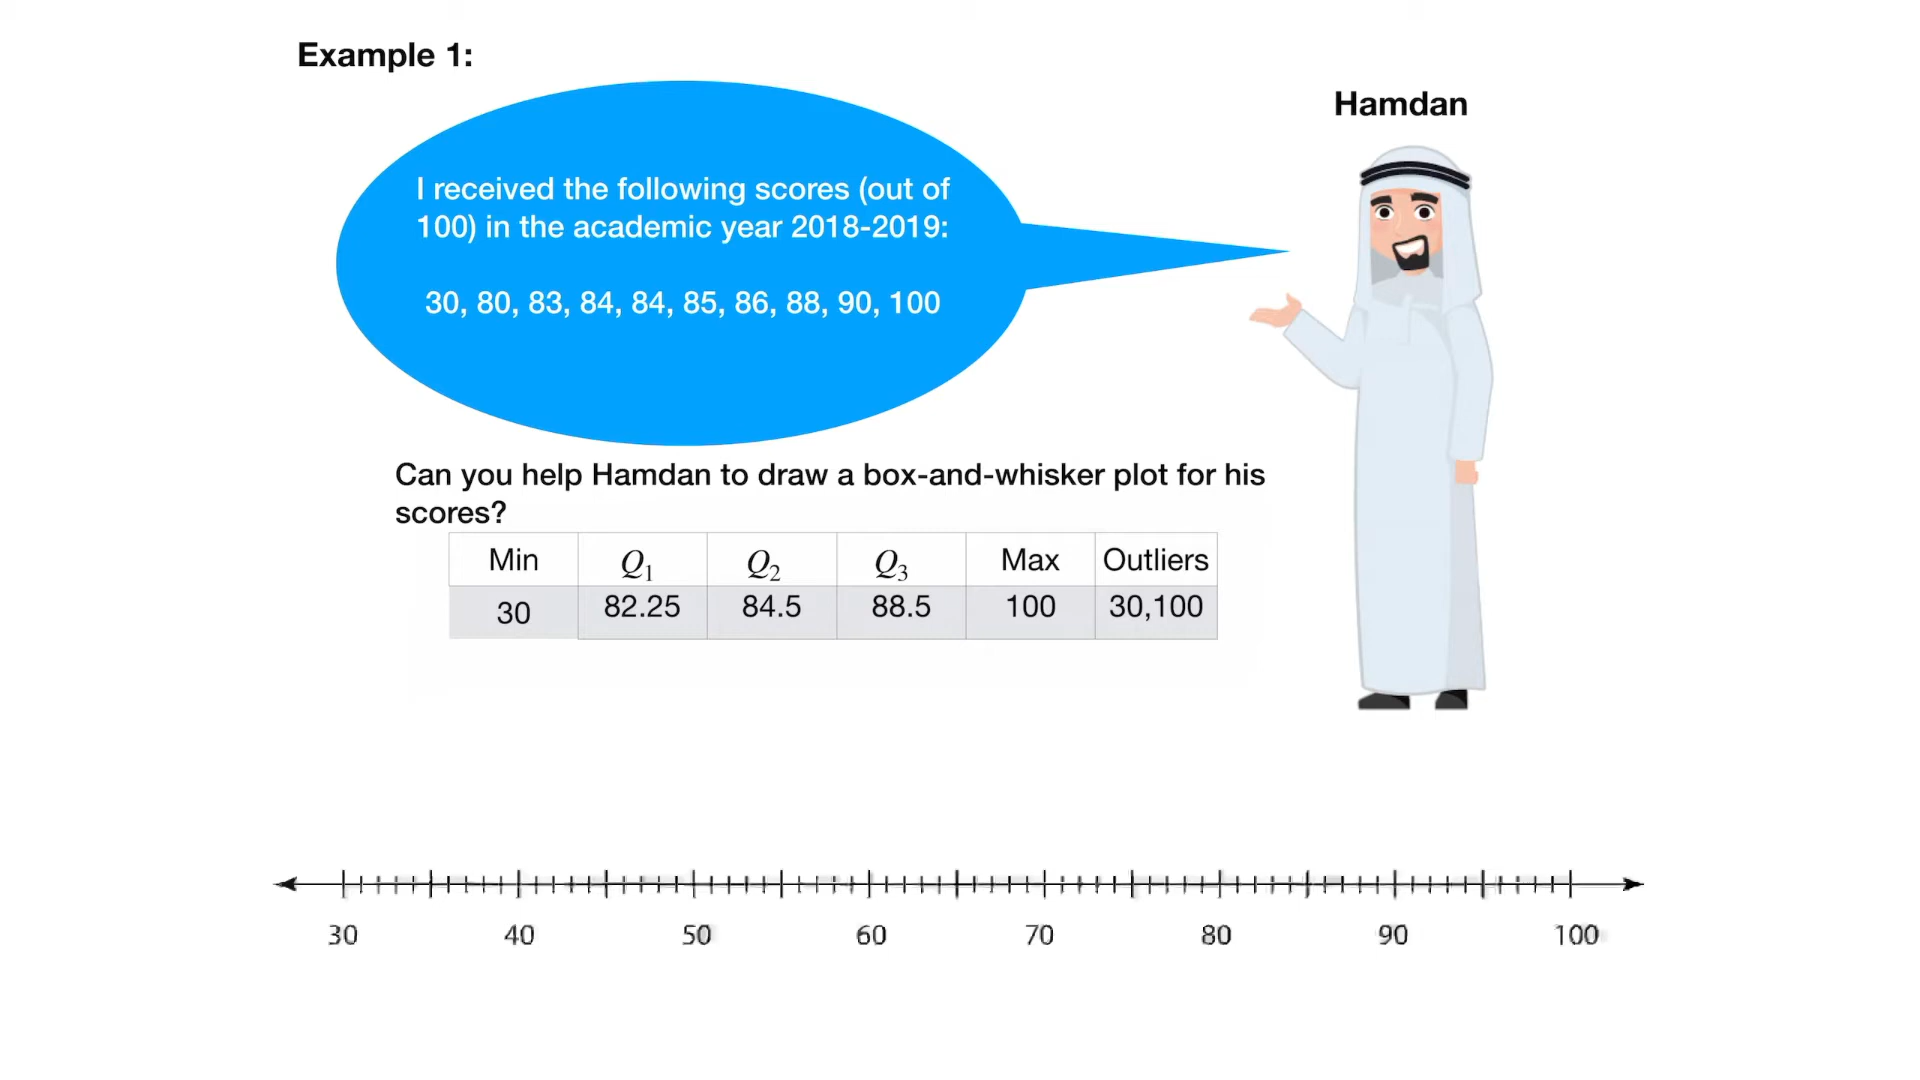 Example 1:
Hamdan
I received the following scores (out of
100) in the academic year 2018-2019:
30, 80, 83, 84, 84, 85, 86, 88, 90, 100
Can you help Hamdan to draw a box-and-whisker plot for his
scores?
Min Q1 Q2 Q3 Max Outliers
30 82.25 84.5 88.5 100 30,100
30 40 50 60 70 80 90 100